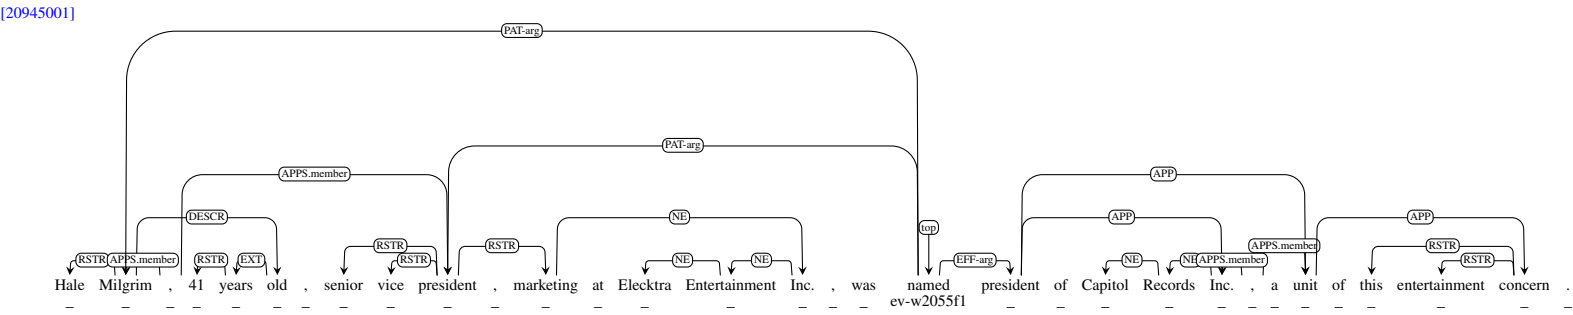 [20945001]
PAT-arg
PAT-arg
APPS.member APP
DESCR NE APP APP
top
RSTR RSTR APPS.member RSTR
RSTR APPS.member RSTR EXT RSTR NE NE EFF-arg NE NE APPS.member RSTR
Hale Milgrim , 41 years old , senior vice president , marketing at Elecktra Entertainment Inc. , was named president of Capitol Records Inc. , a unit of this entertainment concern .
_ _ _ _ _ _ _ _ _ _ _ _ _ _ _ _ _ _ ev-w2055f1 _ _ _ _ _ _ _ _ _ _ _ _ _